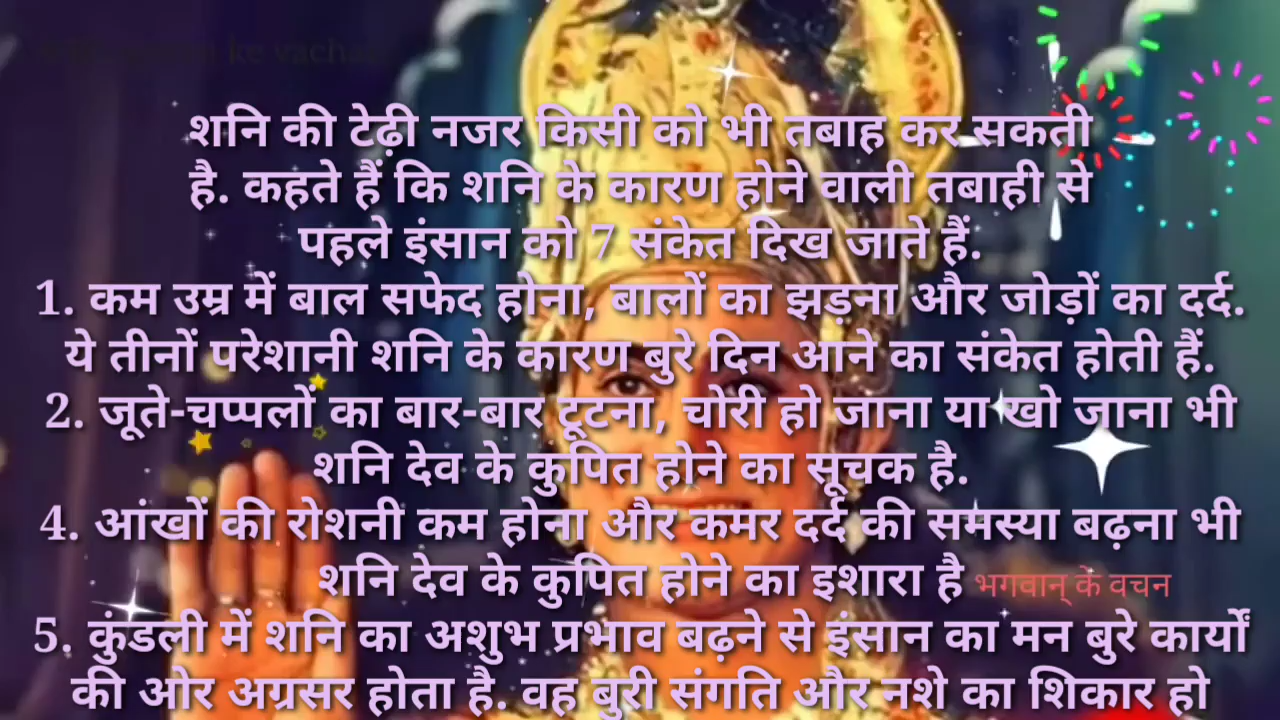 ke vachan
शनि की टेढ़ी नजर किसी को भी तबाह कर सकती
है. कहते हैं कि शनि के कारण होने वाली तबाही से
पहले इंसान को 7 संकेत दिख जाते हैं.
1. कम उम्र में बाल सफेद होना, बालों का झड़ना और जोड़ों का दर्द.
ये तीनों परेशानी शनि के कारण बुरे दिन आने का संकेत होती हैं.
2. जूते-चप्पलों का बार-बार टूटना, चोरी हो जाना या खो जाना भी
शनि देव के कुपित होने का सूचक है.
4. आंखों की रोशनी कम होना और कमर दर्द की समस्या बढ़ना भी
शनि देव के कुपित होने का इशारा है भगवान् के वचन
5. कुंडली में शनि का अशुभ प्रभाव बढ़ने से इंसान का मन बुरे कार्यों
की ओर अग्रसर होता है. वह बुरी संगति और नशे का शिकार हो